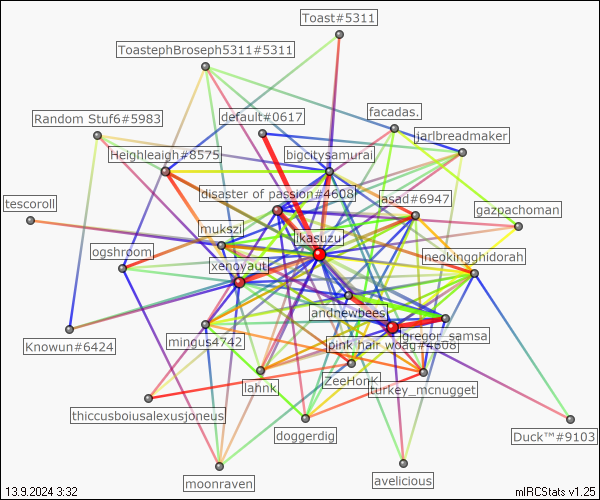 Toast#5311
ToastephBroseph5311#5311
default#0617
facadas.
Random Stuf6#5983
jarlbreadmaker
Heighleaigh#8575
bigcitysamurai
disaster of passion#4608
asad#6947
tescoroll
gazpachoman
mukszi
ikasuzu
ogshroom
xenoyaut
neokingghidorah
andnewbees
gregor_samsa
Knowun#6424
mingus4742
pink hair woag#4608
lahnk
ZeeHonk
turkey_mcnugget
thiccusboiusalexusjoneus
doggerdig
Duck™#9103
moonraven
avelicious
13.9.2024 3:32
mIRCStats v1.25